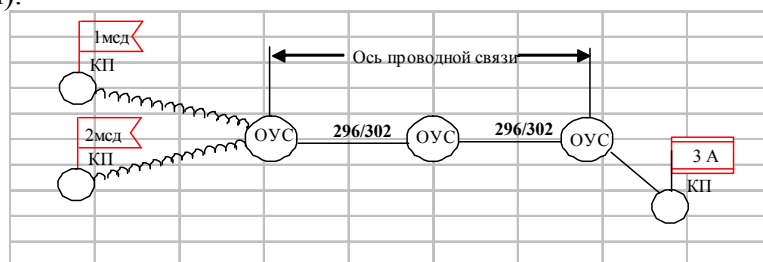 1мсд
КП
Ось проводной связи
2мсд
КП
ОУС
296/302
ОУС
296/302
ОУС
3 А
КП